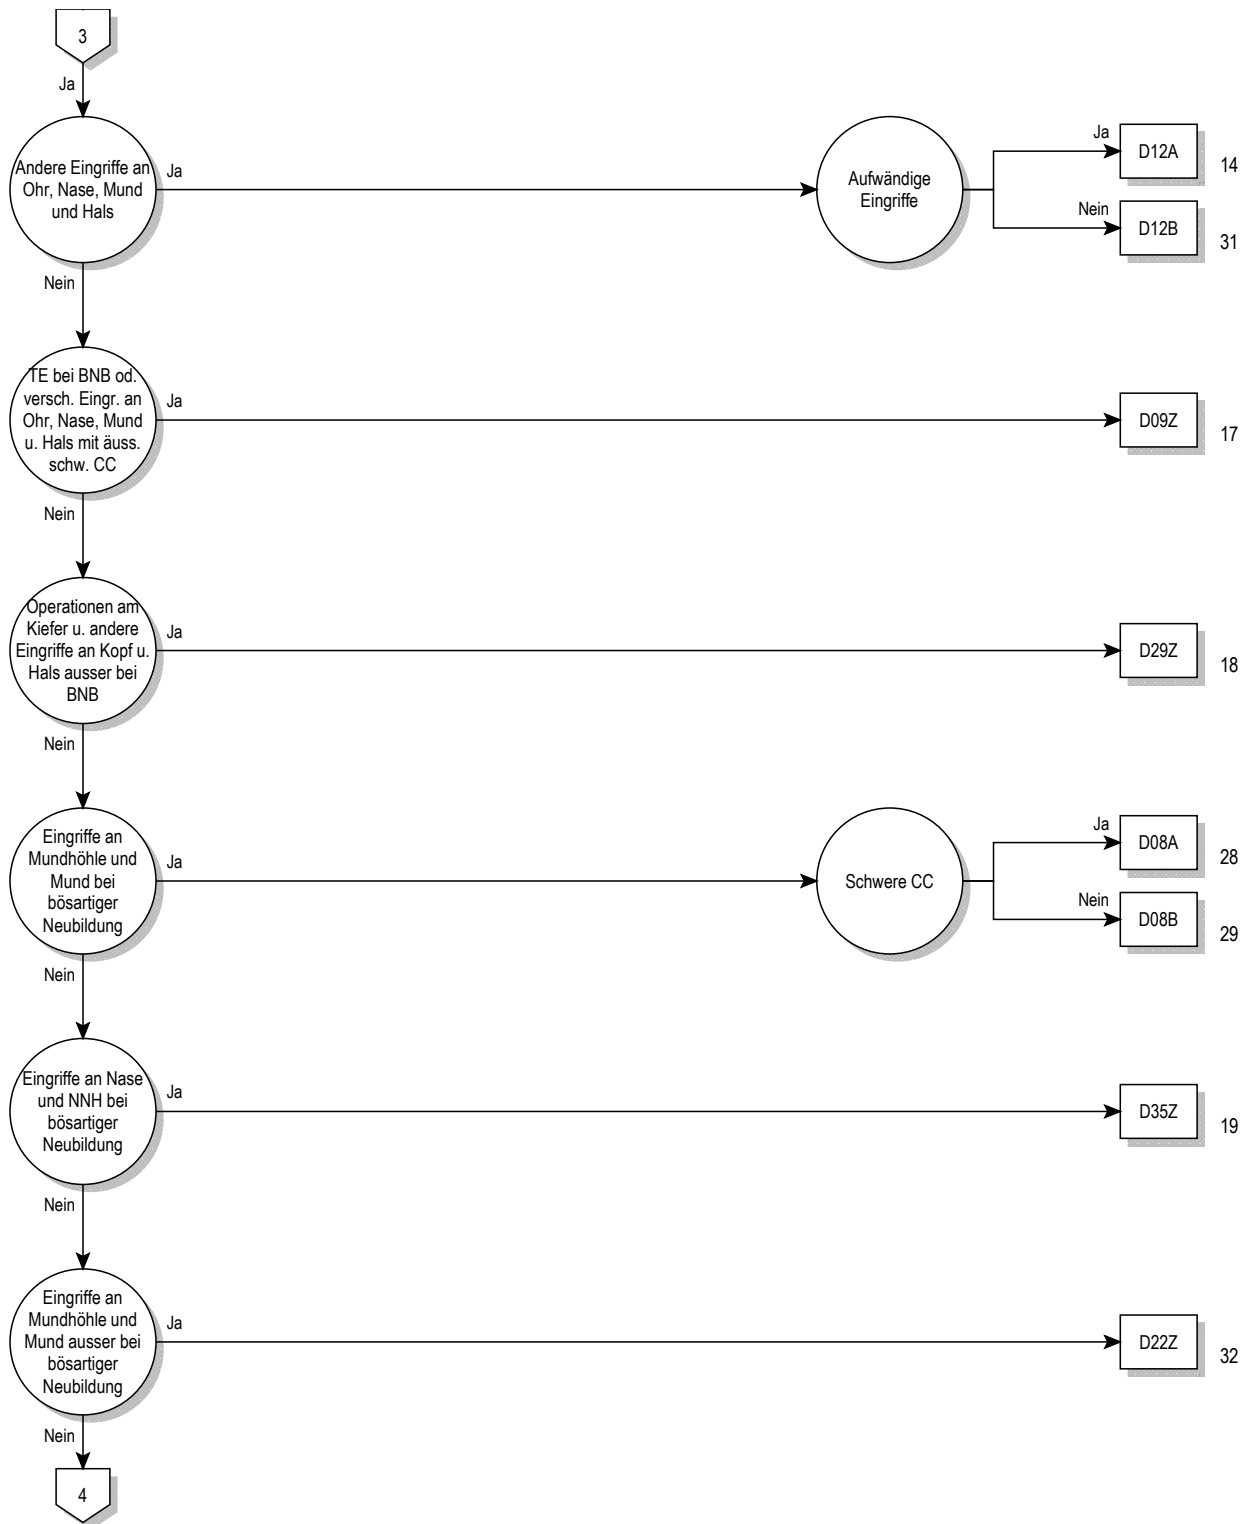 3
Ja
Andere Eingriffe an
Ohr, Nase, Mund
und Hals
Ja
Aufwändige
Eingriffe
Ja
D12A
14
Nein
D12B
31
Nein
TE bei BNB od.
versch. Eingr. an
Ohr, Nase, Mund
u. Hals mit äuss.
schw. CC
Ja
D09Z
17
Nein
Operationen am
Kiefer u. andere
Eingriffe an Kopf u.
Hals ausser bei
BNB
Ja
D29Z
18
Nein
Eingriffe an
Mundhöhle und
Mund bei
bösartiger
Neubildung
Ja
Schwere CC
Ja
D08A
28
Nein
D08B
29
Nein
Eingriffe an Nase
und NNH bei
bösartiger
Neubildung
Ja
D35Z
19
Nein
Eingriffe an
Mundhöhle und
Mund ausser bei
bösartiger
Neubildung
Ja
D22Z
32
Nein
4